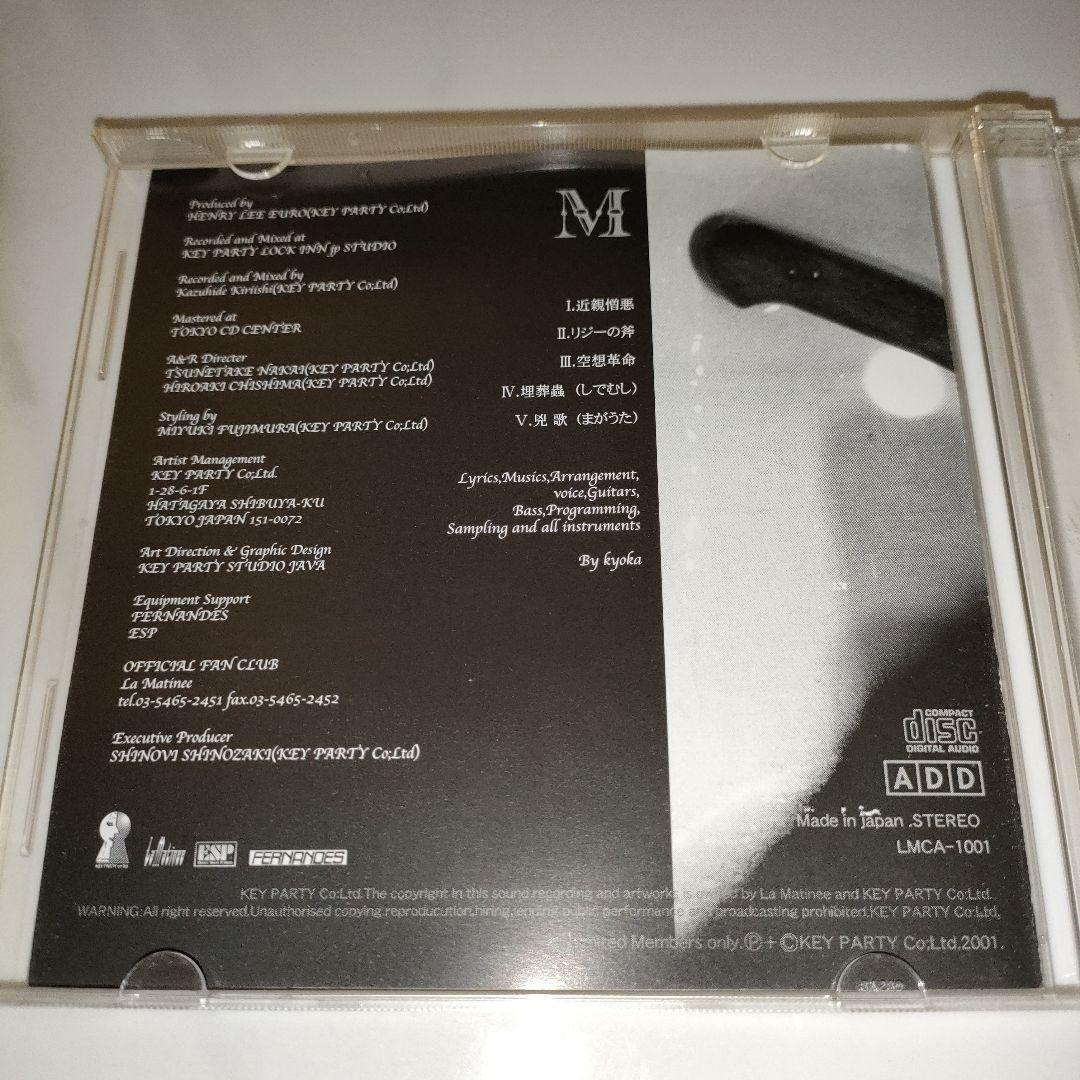 Produced by
HENRY LEE EURO(KEY PARTY Co;Ltd)
Recorded and Mixed at
KEY PARTY LOCK INN jp STUDIO
Recorded and Mixed by
Kazuhide Kiriishi(KEY PARTY Co;Ltd)
Mastered at
TOKYO CD CENTER
A&R Directer
TSUNETAKE NAKAI(KEY PARTY Co;Ltd)
HIROAKI CHISHIMA(KEY PARTY Co;Ltd)
Styling by
MIYUKI FUJIMURA(KEY PARTY Co;Ltd)
Artist Management
KEY PARTY Co;Ltd.
1-28-6-1F
HATAGAYA SHIBUYA-KU
TOKYO JAPAN 151-0072
Art Direction & Graphic Design
KEY PARTY STUDIO JAVA
Equipment Support
FERNANDES
ESP
OFFICIAL FAN CLUB
La Matinee
tel.03-5465-2451 fax.03-5465-2452
Executive Producer
SHINOVI SHINOZAKI(KEY PARTY Co;Ltd)
M
Ⅰ.近親憎悪
Ⅱ.リジーの斧
Ⅲ.空想革命
Ⅳ.埋葬蟲（しでむし）
Ⅴ.兇 歌（まがうた）
Lyrics,Musics,Arrangement,
voice,Guitars,
Bass,Programming,
Sampling and all instruments
By kyoka
COMPACT
disc
DIGITAL AUDIO
ADD
Made in japan .STEREO
LMCA-1001
ESP
FERNANDES
KEY PARTY Co:Ltd.The copyright in this sound recording and artworks is owned by La Matinee and KEY PARTY Co:Ltd.
WARNING:All right reserved.Unauthorised copying.reproducution,hiring,lending public performance and broadcasting prohibited.KEY PARTY Co:Ltd,
Members only.Ⓟ+ⒸKEY PARTY Co;Ltd.2001.